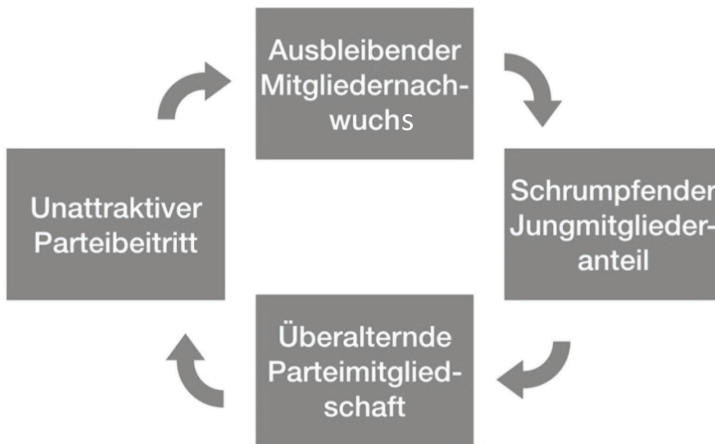 Ausbleibender
Mitgliedernach-
wuchs
Schrumpfender
Jungmitglieder-
anteil
Überalternde
Parteimitglied-
schaft
Unattraktiver
Parteibeitritt